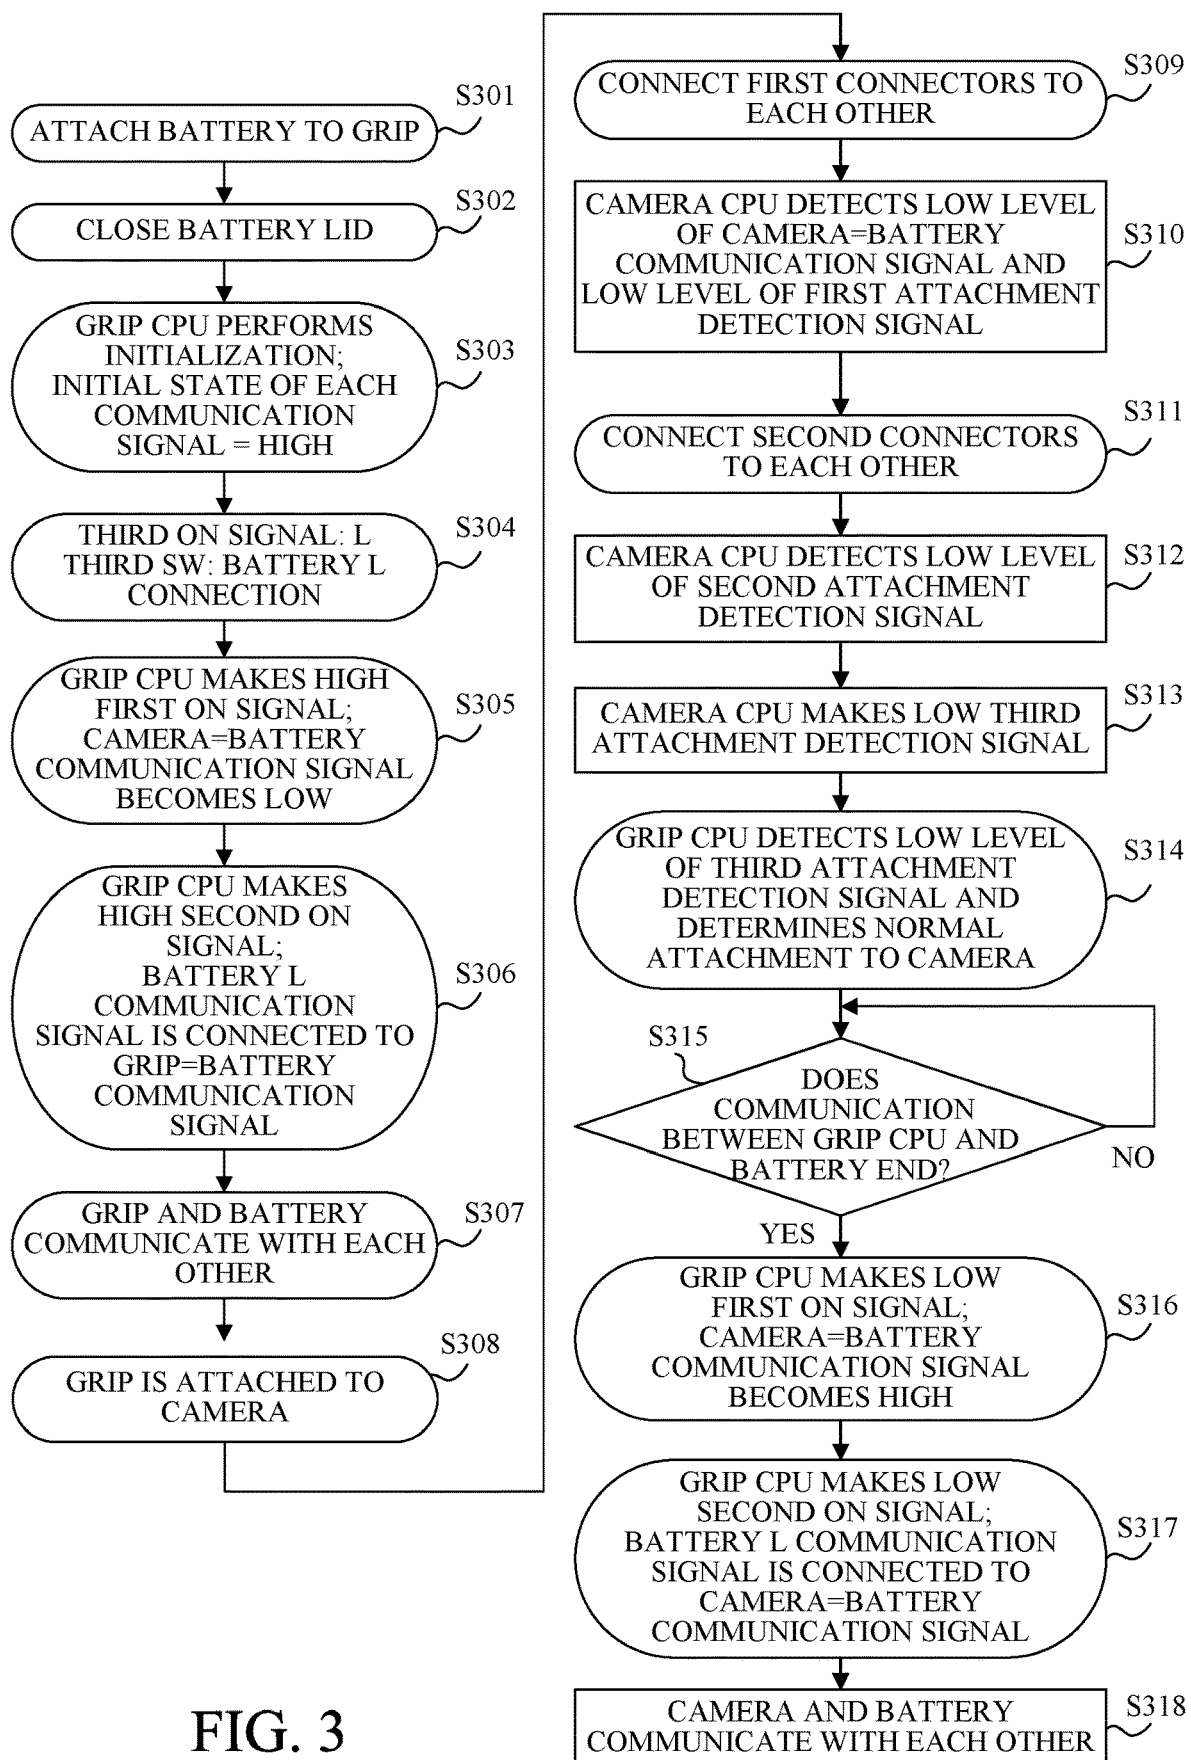 S301
ATTACH BATTERY TO GRIP
S302
CLOSE BATTERY LID
S303
GRIP CPU PERFORMS
INITIALIZATION;
INITIAL STATE OF EACH
COMMUNICATION
SIGNAL = HIGH
S304
THIRD ON SIGNAL: L
THIRD SW: BATTERY L
CONNECTION
S305
GRIP CPU MAKES HIGH
FIRST ON SIGNAL;
CAMERA=BATTERY
COMMUNICATION SIGNAL
BECOMES LOW
S306
GRIP CPU MAKES
HIGH SECOND ON
SIGNAL;
BATTERY L
COMMUNICATION
SIGNAL IS CONNECTED TO
GRIP=BATTERY
COMMUNICATION
SIGNAL
S307
GRIP AND BATTERY
COMMUNICATE WITH EACH
OTHER
S308
GRIP IS ATTACHED TO
CAMERA
S309
CONNECT FIRST CONNECTORS TO
EACH OTHER
S310
CAMERA CPU DETECTS LOW LEVEL
OF CAMERA=BATTERY
COMMUNICATION SIGNAL AND
LOW LEVEL OF FIRST ATTACHMENT
DETECTION SIGNAL
S311
CONNECT SECOND CONNECTORS
TO EACH OTHER
S312
CAMERA CPU DETECTS LOW LEVEL
OF SECOND ATTACHMENT
DETECTION SIGNAL
S313
CAMERA CPU MAKES LOW THIRD
ATTACHMENT DETECTION SIGNAL
S314
GRIP CPU DETECTS LOW LEVEL
OF THIRD ATTACHMENT
DETECTION SIGNAL AND
DETERMINES NORMAL
ATTACHMENT TO CAMERA
S315
DOES
COMMUNICATION
BETWEEN GRIP CPU AND
BATTERY END?
NO
YES
S316
GRIP CPU MAKES LOW
FIRST ON SIGNAL;
CAMERA=BATTERY
COMMUNICATION SIGNAL
BECOMES HIGH
S317
GRIP CPU MAKES LOW
SECOND ON SIGNAL;
BATTERY L COMMUNICATION
SIGNAL IS CONNECTED TO
CAMERA=BATTERY
COMMUNICATION SIGNAL
S318
CAMERA AND BATTERY
COMMUNICATE WITH EACH OTHER
FIG. 3